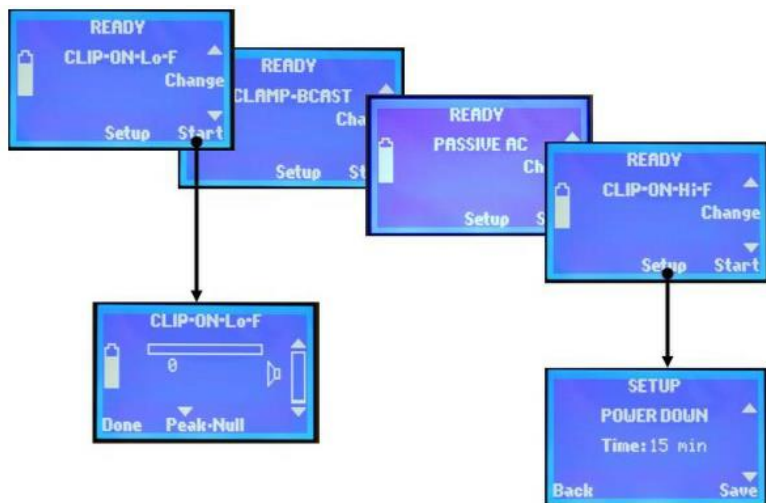 READY
CLIP-ON-Lo-F
Change
Setup Start
READY
CLAMP-BCAST
Setup
READY
PASSIVE AC
Setup
READY
CLIP-ON-Hi-F
Change
Setup Start
CLIP-ON-Lo-F
0
Done Peak-Null
SETUP
POWER DOWN
Time: 15 min
Back Save